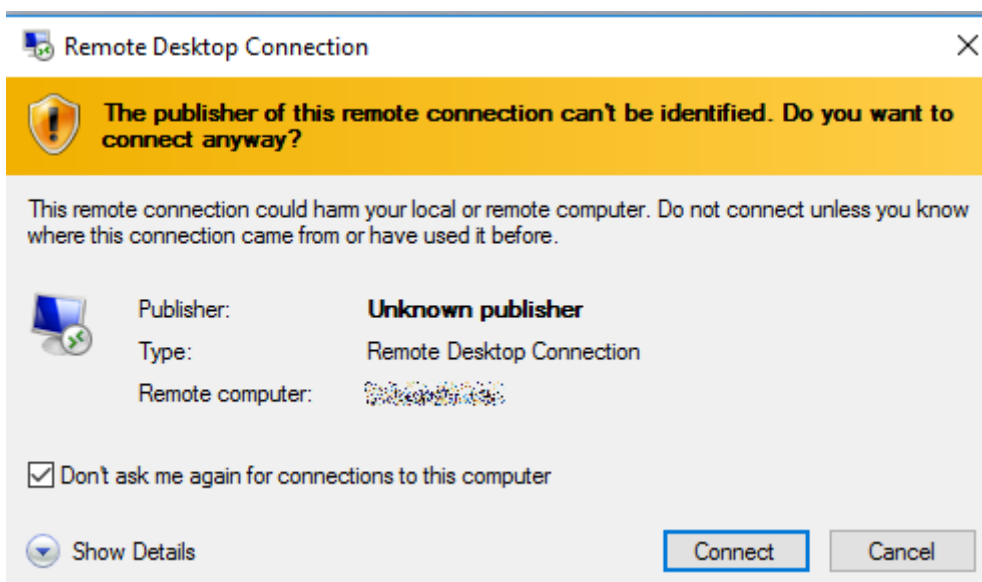 Remote Desktop Connection
The publisher of this remote connection can't be identified. Do you want to
connect anyway?
This remote connection could harm your local or remote computer. Do not connect unless you know
where this connection came from or have used it before.
Publisher: Unknown publisher
Type: Remote Desktop Connection
Remote computer:
Don't ask me again for connections to this computer
Show Details Connect Cancel